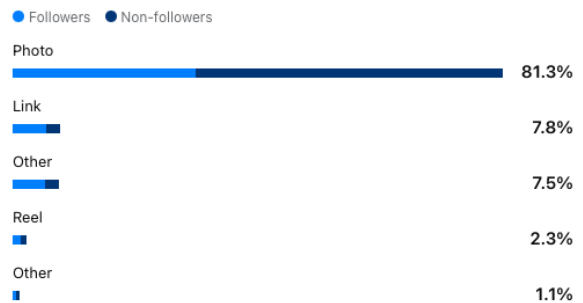 Followers Non-followers
Photo
81.3%
Link
7.8%
Other
7.5%
Reel
2.3%
Other
1.1%